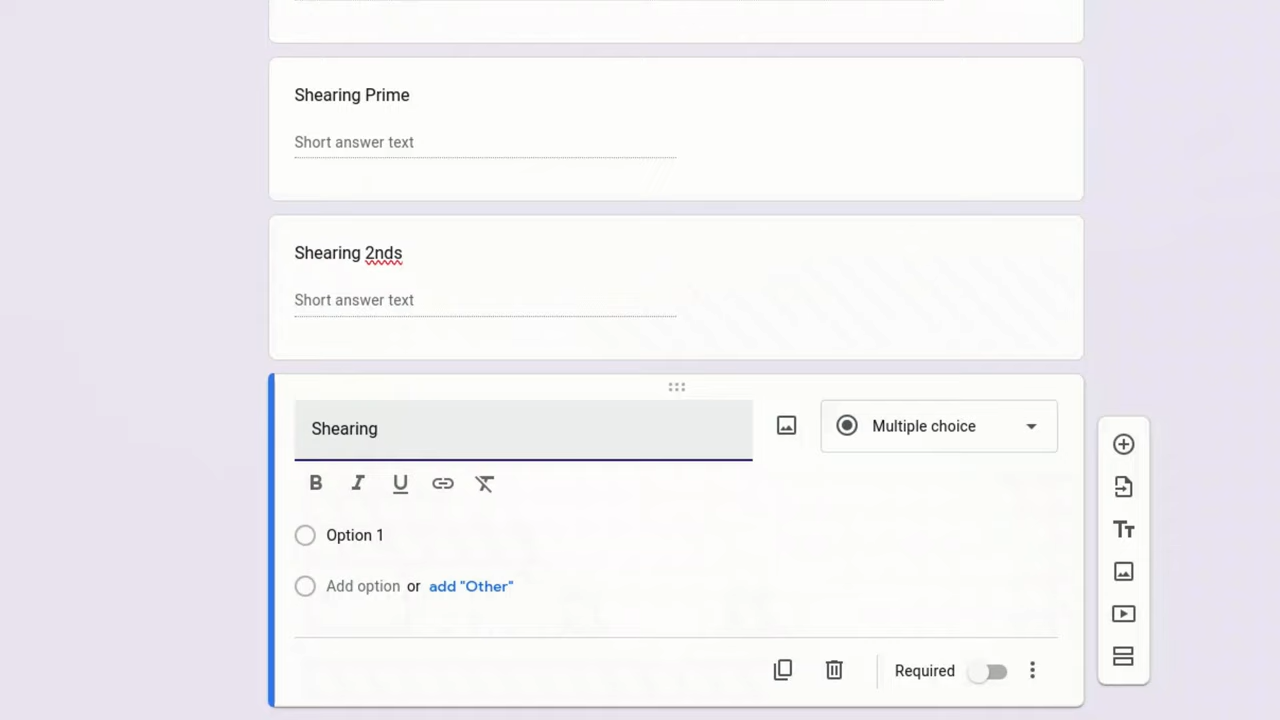 Shearing Prime
Short answer text
Shearing 2nds
Short answer text
Shearing
Multiple choice
B I U
Option 1
Add option or add "Other"
Required
Tт